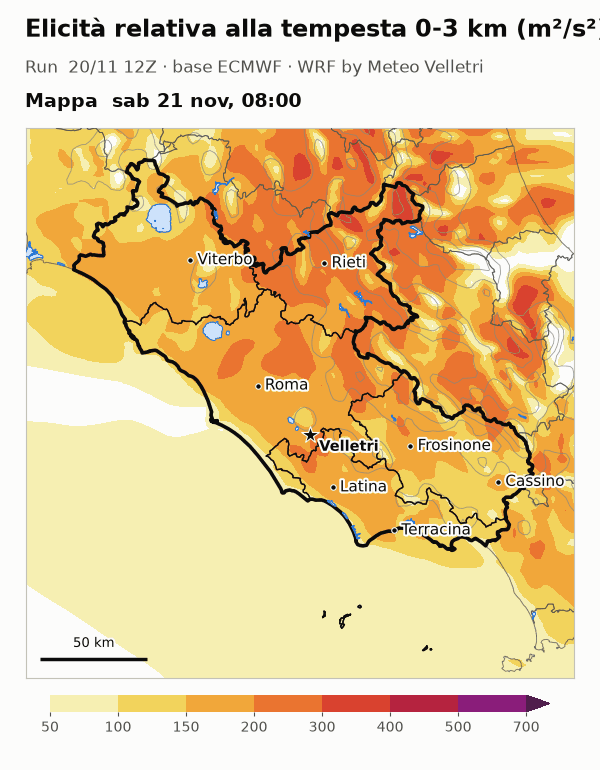 Elicità relativa alla tempesta 0-3 km (m²/s²)
Run  20/11 12Z · base ECMWF · WRF by Meteo Velletri
Mappa  sab 21 nov, 08:00
Viterbo
Rieti
Roma
Velletri
Frosinone
Cassino
Latina
Terracina
50 km
50 100 150 200 300 400 500 700